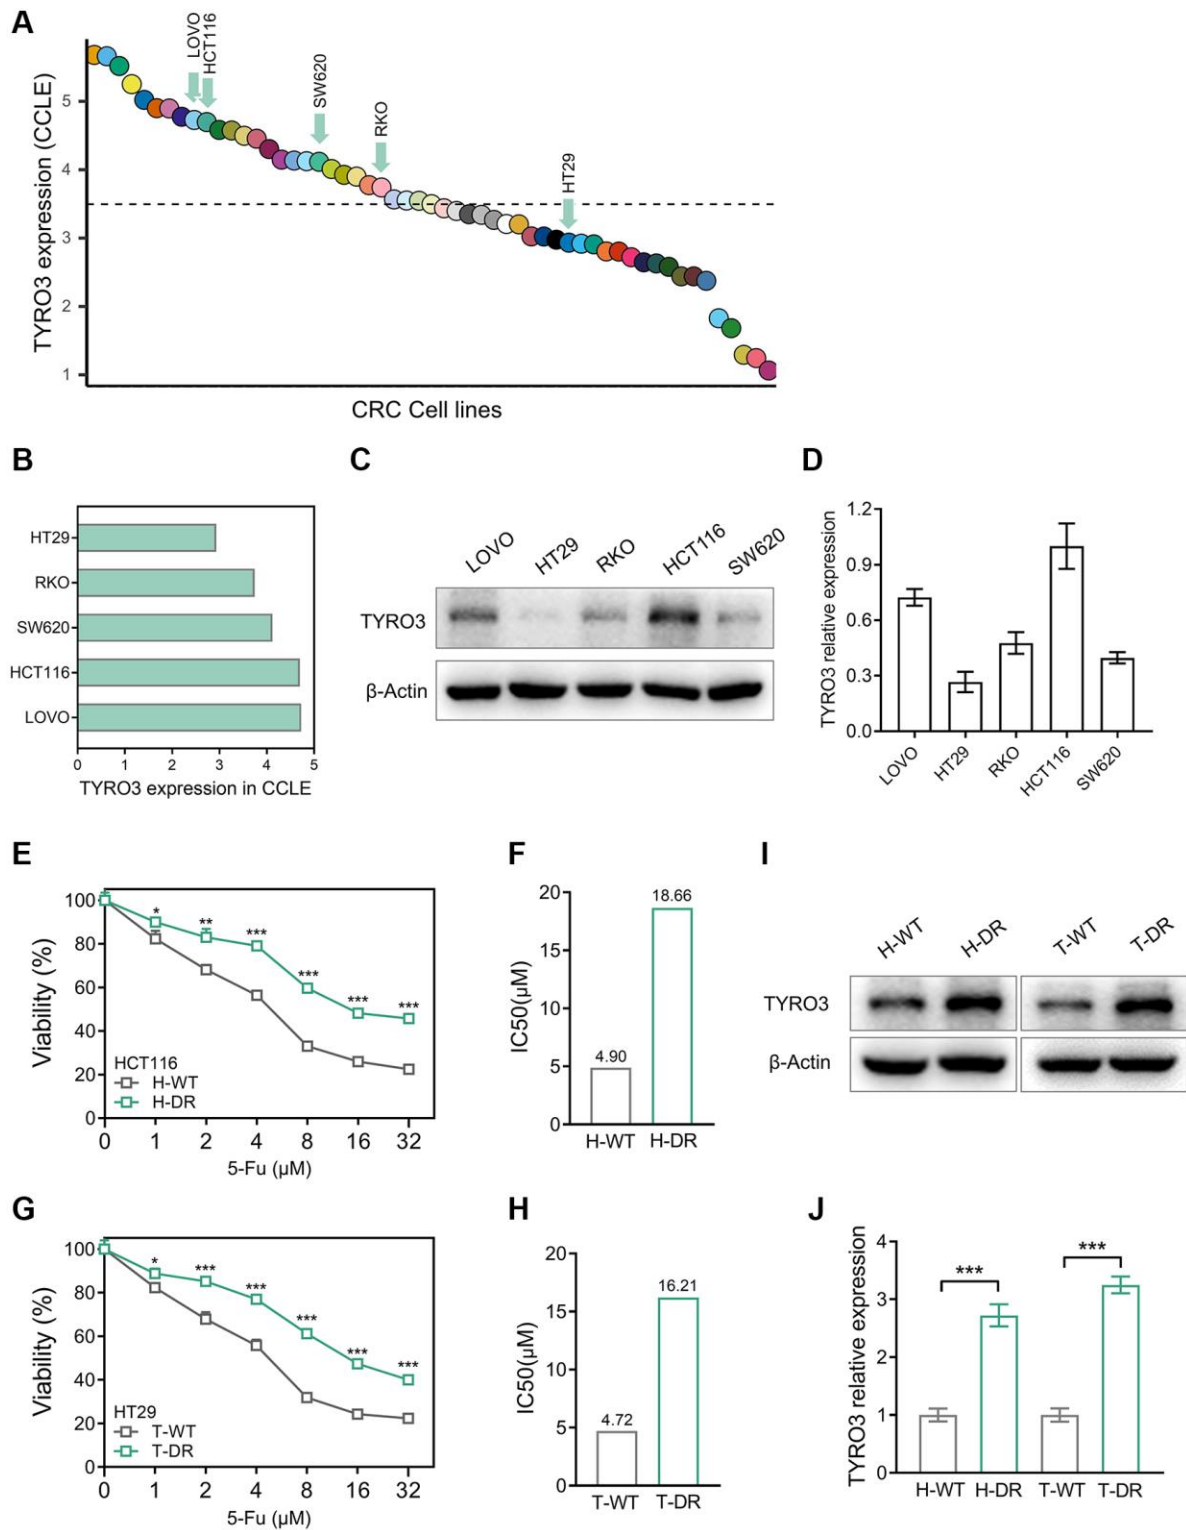 A
LOVO
HCT116
SW620
RKO
HT29
TYRO3 expression (CCLE)
5
4
3
2
1
CRC Cell lines
B
HT29
RKO
SW620
HCT116
LOVO
0 1 2 3 4 5
TYRO3 expression in CCLE
C
LOVO HT29 RKO HCT116 SW620
TYRO3
β-Actin
D
TYRO3 relative expression
1.2
0.9
0.6
0.3
0.0
LOVO HT29 RKO HCT116 SW620
E
Viability (%)
100
80
60
40
20
0
* ** *** *** *** ***
HCT116
H-WT
H-DR
0 1 2 4 8 16 32
5-Fu (μM)
F
IC50(μM)
20
15
10
5
0
4.90
18.66
H-WT H-DR
I
H-WT H-DR T-WT T-DR
TYRO3
β-Actin
G
Viability (%)
100
80
60
40
20
0
* *** *** *** *** ***
HT29
T-WT
T-DR
0 1 2 4 8 16 32
5-Fu (μM)
H
IC50(μM)
20
15
10
5
0
4.72
16.21
T-WT T-DR
J
TYRO3 relative expression
4
3
2
1
0
*** ***
H-WT H-DR T-WT T-DR